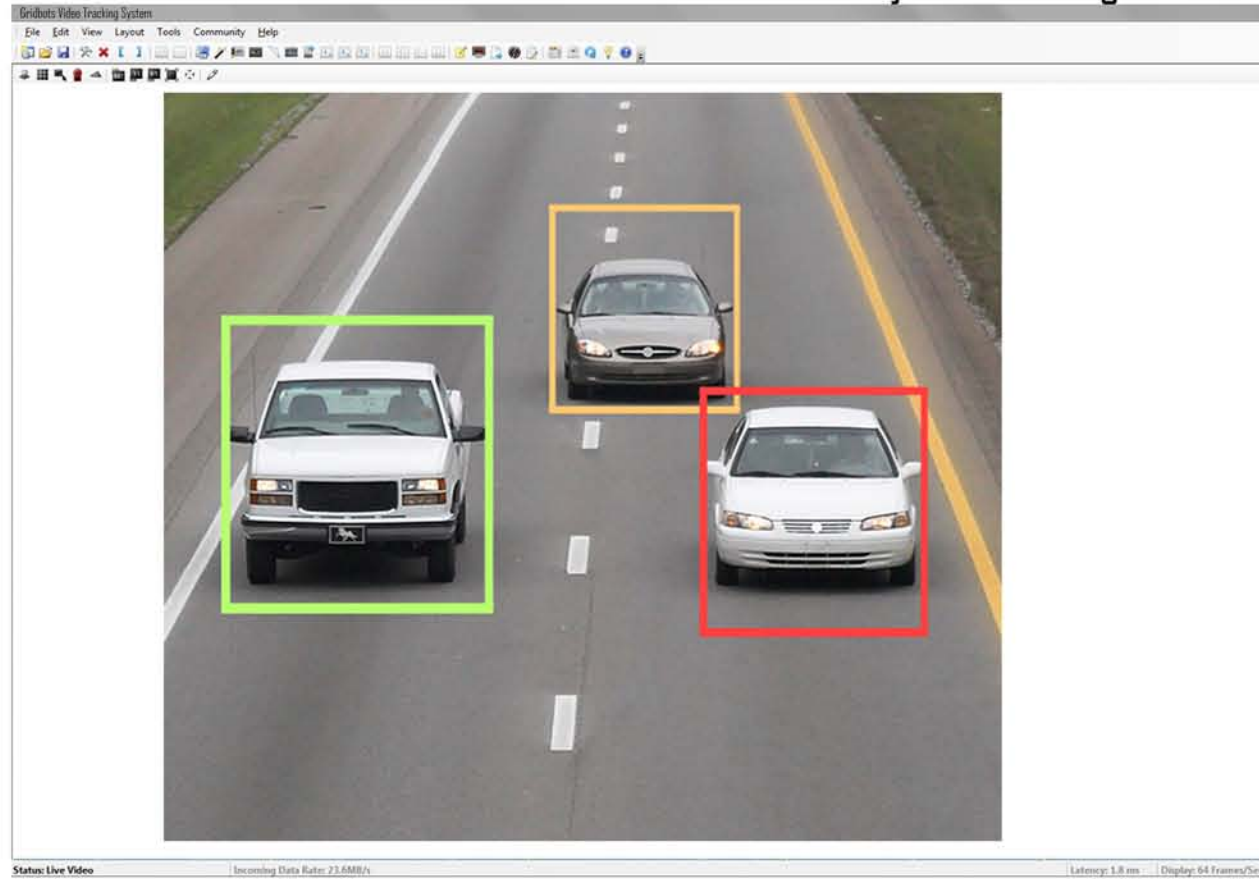 Gridbots Video Tracking System
File Edit View Layout Tools Community Help
Status: Live Video Incoming Data Rate: 23.6MB/s Latency: 1.8 ms Display: 64 Frames/Se